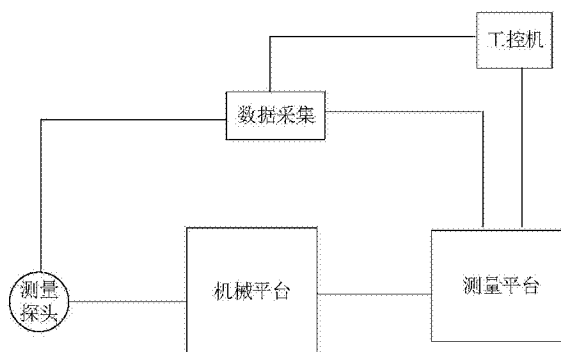 工控机
数据采集
测量
探头
机械平台
测量平台